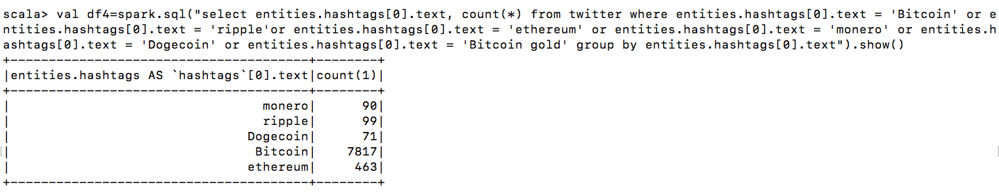 scala> val df4=spark.sql("select entities.hashtags[0].text, count(*) from twitter where entities.hashtags[0].text = 'Bitcoin' or e
ntities.hashtags[0].text = 'ripple'or entities.hashtags[0].text = 'ethereum' or entities.hashtags[0].text = 'monero' or entities.h
ashtags[0].text = 'Dogecoin' or entities.hashtags[0].text = 'Bitcoin gold' group by entities.hashtags[0].text").show()
+---------------------------------------+--------+
|entities.hashtags AS `hashtags`[0].text|count(1)|
+---------------------------------------+--------+
|                                 monero|      90|
|                                 ripple|      99|
|                               Dogecoin|      71|
|                                Bitcoin|    7817|
|                               ethereum|     463|
+---------------------------------------+--------+